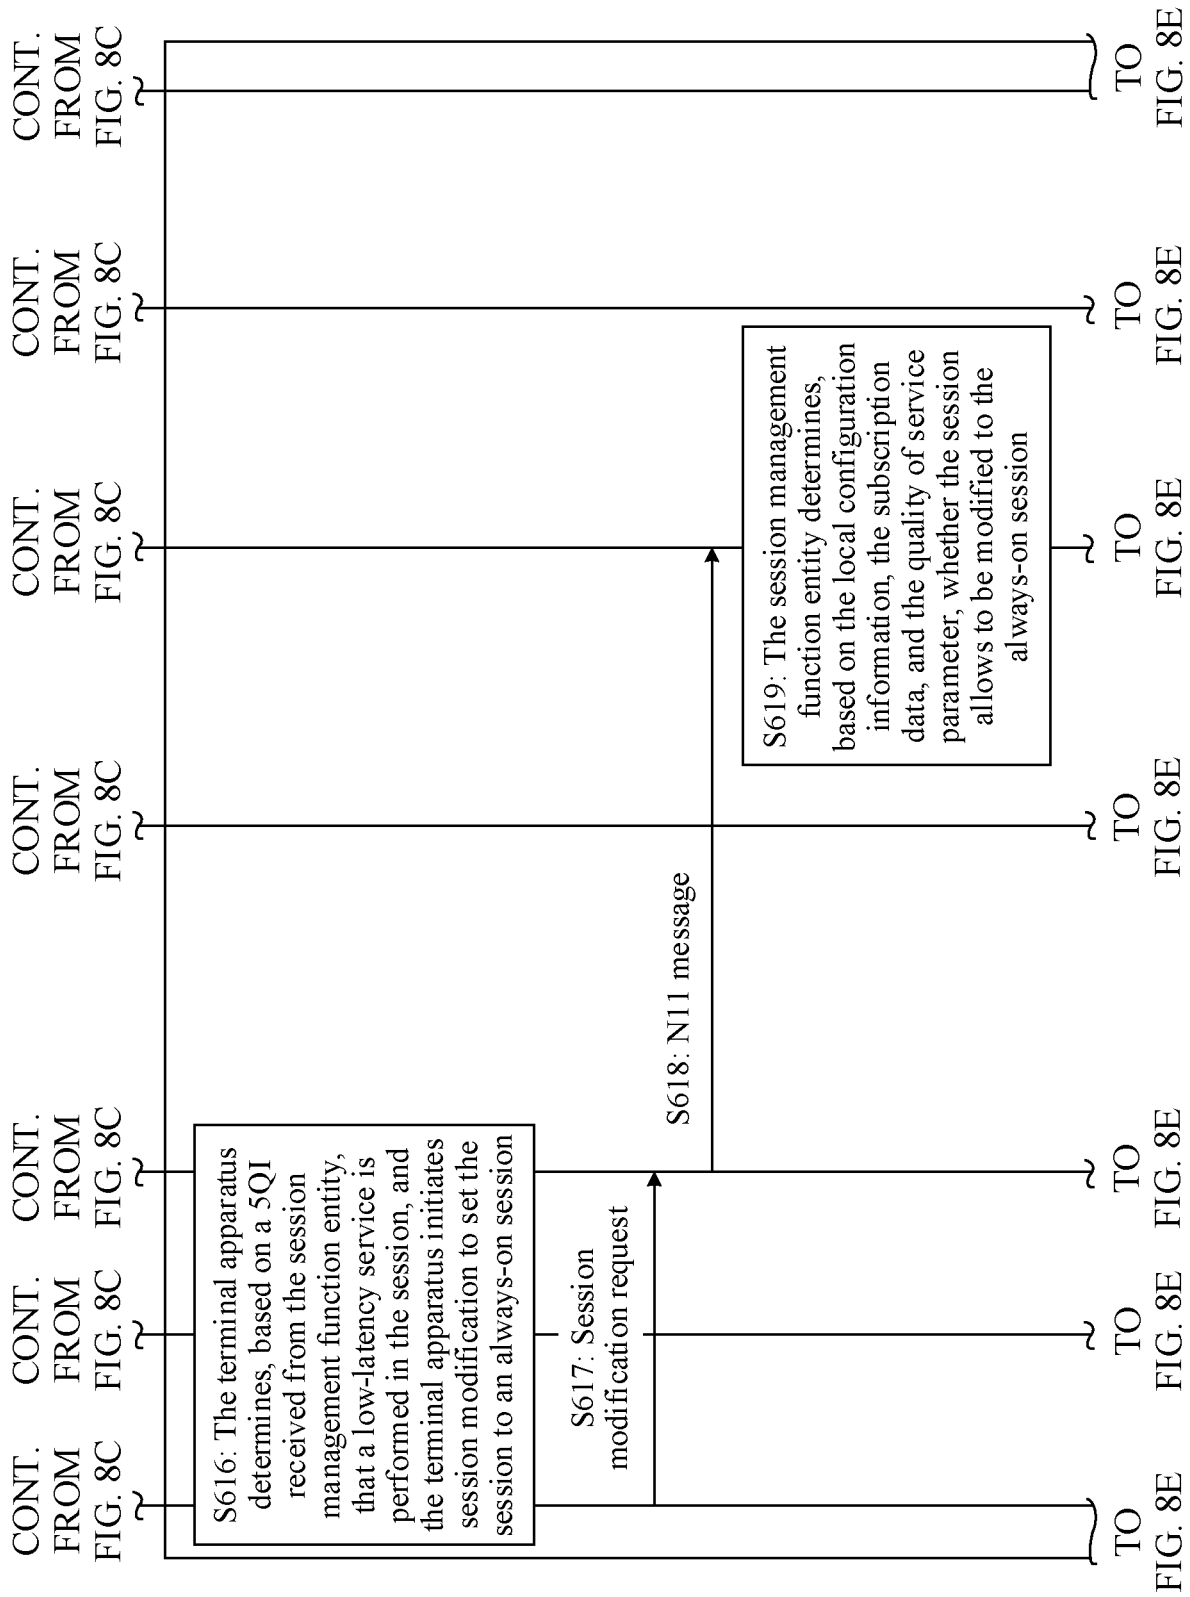 CONT.
FROM
FIG. 8C
CONT.
FROM
FIG. 8C
CONT.
FROM
FIG. 8C
CONT.
FROM
FIG. 8C
CONT.
FROM
FIG. 8C
CONT.
FROM
FIG. 8C
CONT.
FROM
FIG. 8C
S616: The terminal apparatus
determines, based on a 5QI
received from the session
management function entity,
that a low-latency service is
performed in the session, and
the terminal apparatus initiates
session modification to set the
session to an always-on session
S617: Session
modification request
S618: N11 message
S619: The session management
function entity determines,
based on the local configuration
information, the subscription
data, and the quality of service
parameter, whether the session
allows to be modified to the
always-on session
TO
FIG. 8E
TO
FIG. 8E
TO
FIG. 8E
TO
FIG. 8E
TO
FIG. 8E
TO
FIG. 8E
TO
FIG. 8E